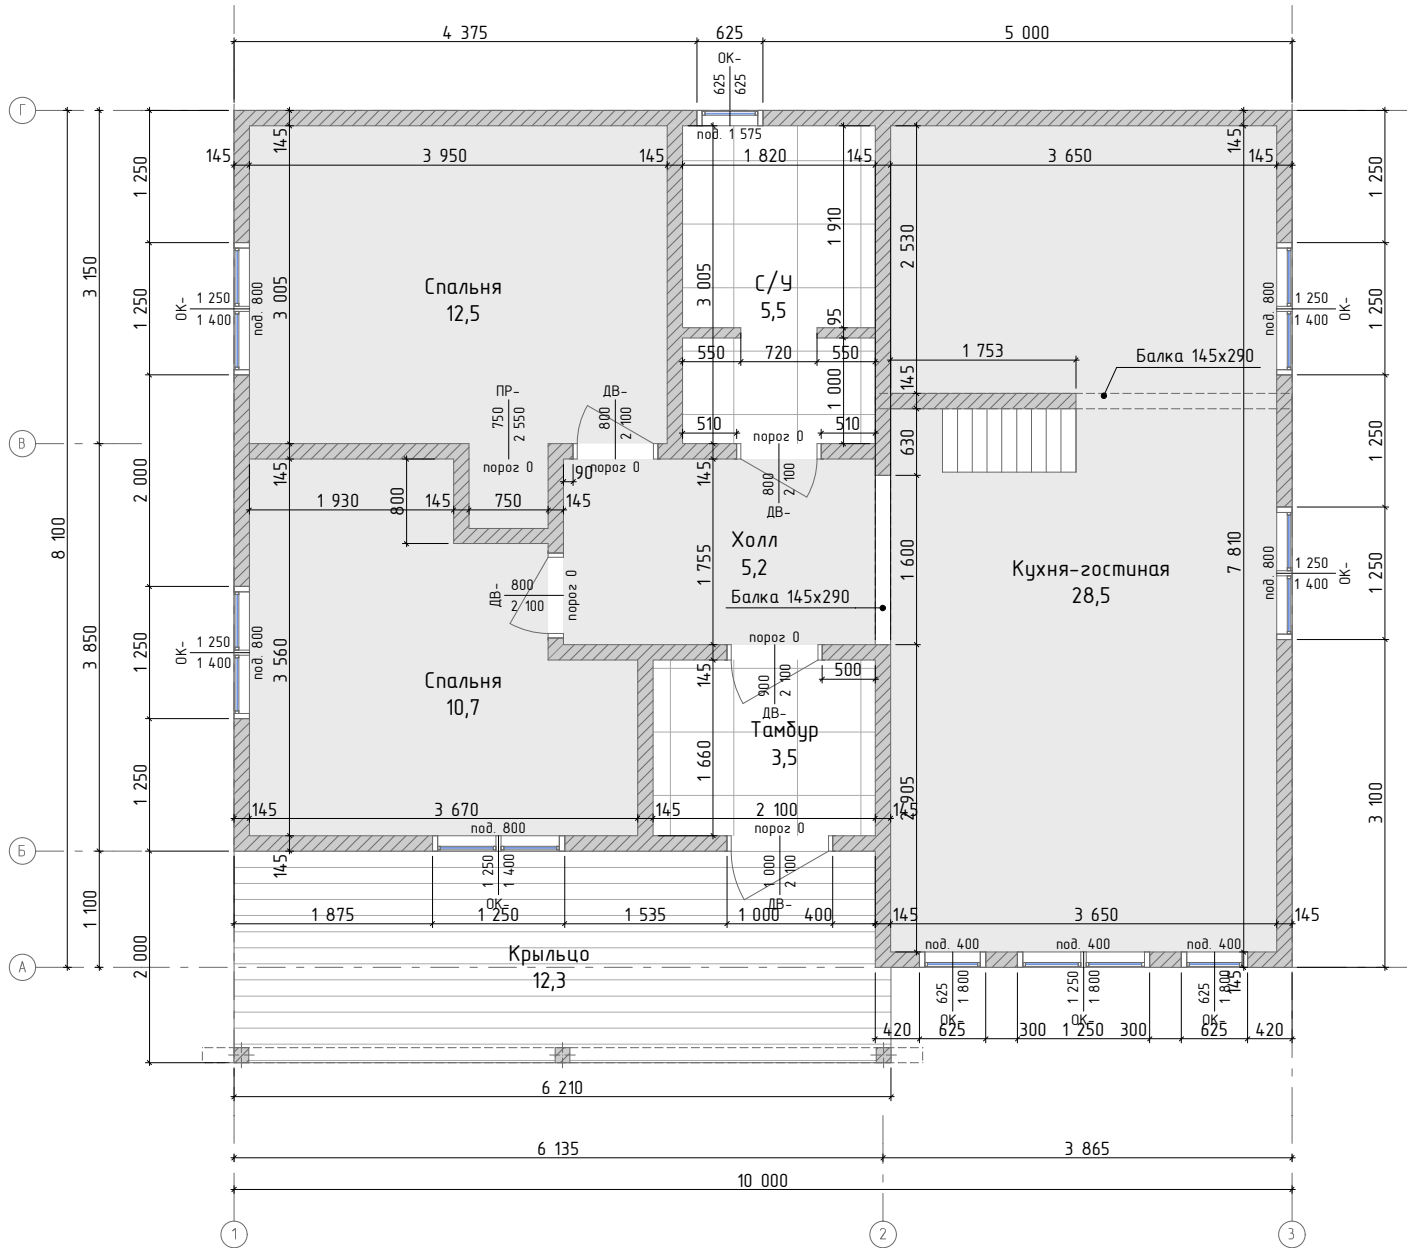 4 375
625
5 000
ОК-
625
625
под. 1 575
Г
145
145
3 950
145
1 820
145
3 650
145
145
1 250
1 250
3 150
1 910
2 530
Спальня
12,5
3 005
3 005
С/У
5,5
1 250
ОК-
1 250
1 400
под. 800
под. 800
1 250
1 400
ОК-
1 250
95
550
720
550
1 753
Балка 145х290
145
1 000
ПР-
750
2 550
ДВ-
800
2 100
510
510
порог 0
порог 0
порог 0
В
630
1 250
2 000
145
90
145
1 930
145
750
145
800
800
2 100
ДВ-
8 100
Холл
5,2
1 755
1 600
Кухня-гостиная
28,5
7 810
под. 800
1 250
1 400
ОК-
1 250
ДВ-
800
2 100
порог 0
Балка 145х290
3 850
ОК-
1 250
1 400
под. 800
1 250
3 560
порог 0
Спальня
10,7
145
900
2 100
ДВ-
500
Тамбур
3,5
1 660
1 250
2 905
3 100
145
3 670
145
2 100
145
под. 800
порог 0
Б
145
1 250
1 400
ОК-
1 000
2 100
ДВ-
1 100
2 000
1 875
1 250
1 535
1 000
400
145
3 650
145
Крыльцо
12,3
под. 400
под. 400
под. 400
А
625
1 800
ОК-
1 250
1 800
ОК-
625
1 800
ОК-
145
420
625
300
1 250
300
625
420
6 210
6 135
3 865
10 000
1
2
3